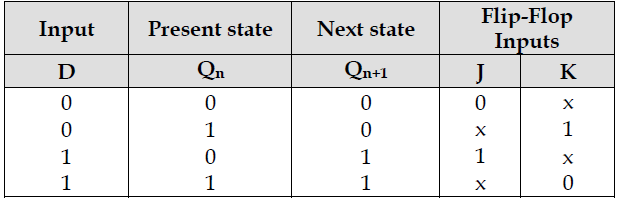 Input Present state Next state Flip-Flop Inputs
D Qn Qn+1 J K
0 0 0 0 x
0 1 0 x 1
1 0 1 1 x
1 1 1 x 0